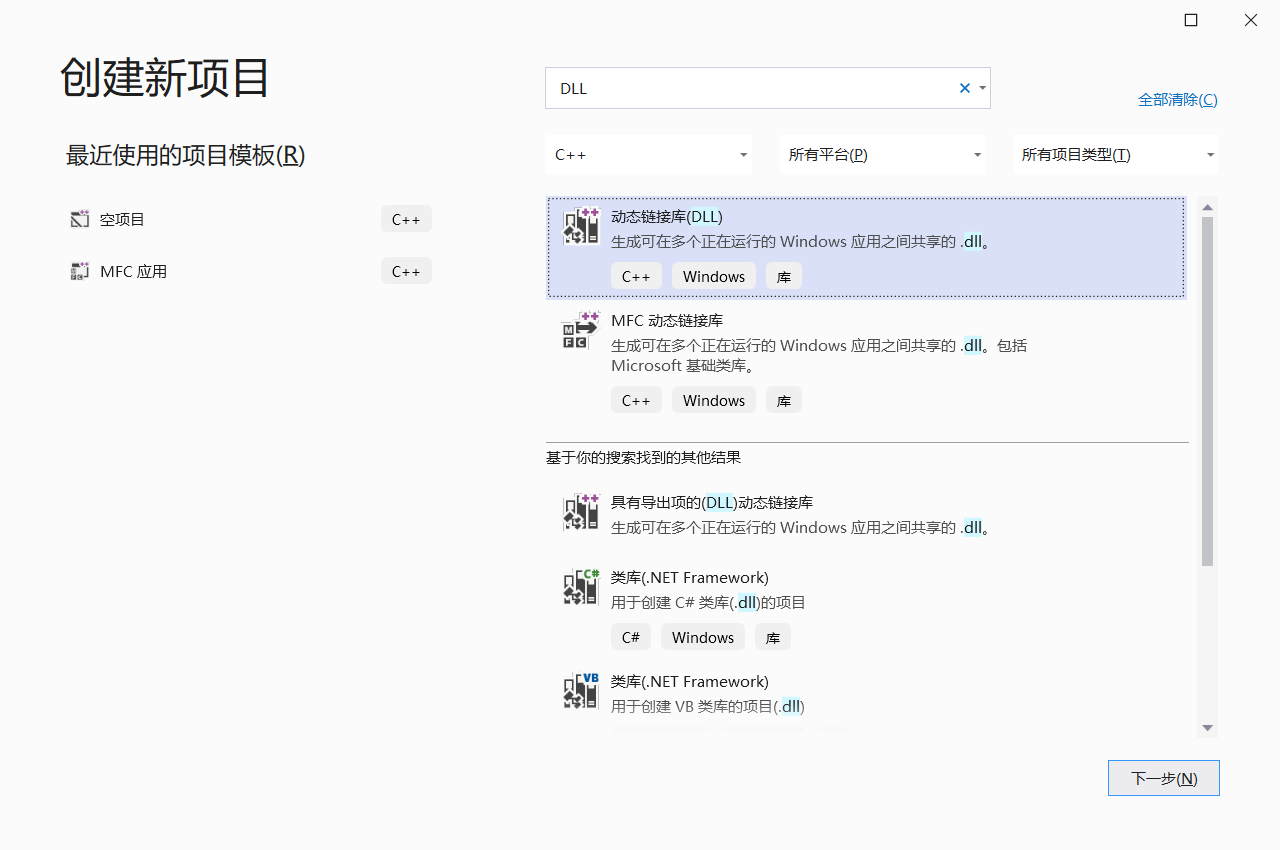 创建新项目
最近使用的项目模板(R)
空项目
C++
MFC 应用
C++
DLL
全部清除(C)
C++
所有平台(P)
所有项目类型(T)
动态链接库(DLL)
生成可在多个正在运行的 Windows 应用之间共享的 .dll。
C++ Windows 库
MFC 动态链接库
生成可在多个正在运行的 Windows 应用之间共享的 .dll。包括
Microsoft 基础类库。
C++ Windows 库
基于你的搜索找到的其他结果
具有导出项的(DLL)动态链接库
生成可在多个正在运行的 Windows 应用之间共享的 .dll。
类库(.NET Framework)
用于创建 C# 类库(.dll)的项目
C# Windows 库
类库(.NET Framework)
用于创建 VB 类库的项目(.dll)
下一步(N)